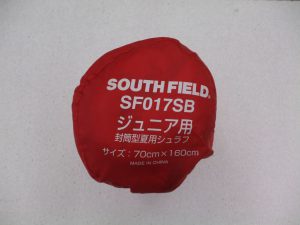 SOUTH FIELD.
SF017SB
ジュニア用
封筒型夏用シュラフ
サイズ：70cm×160cm
MADE IN CHINA